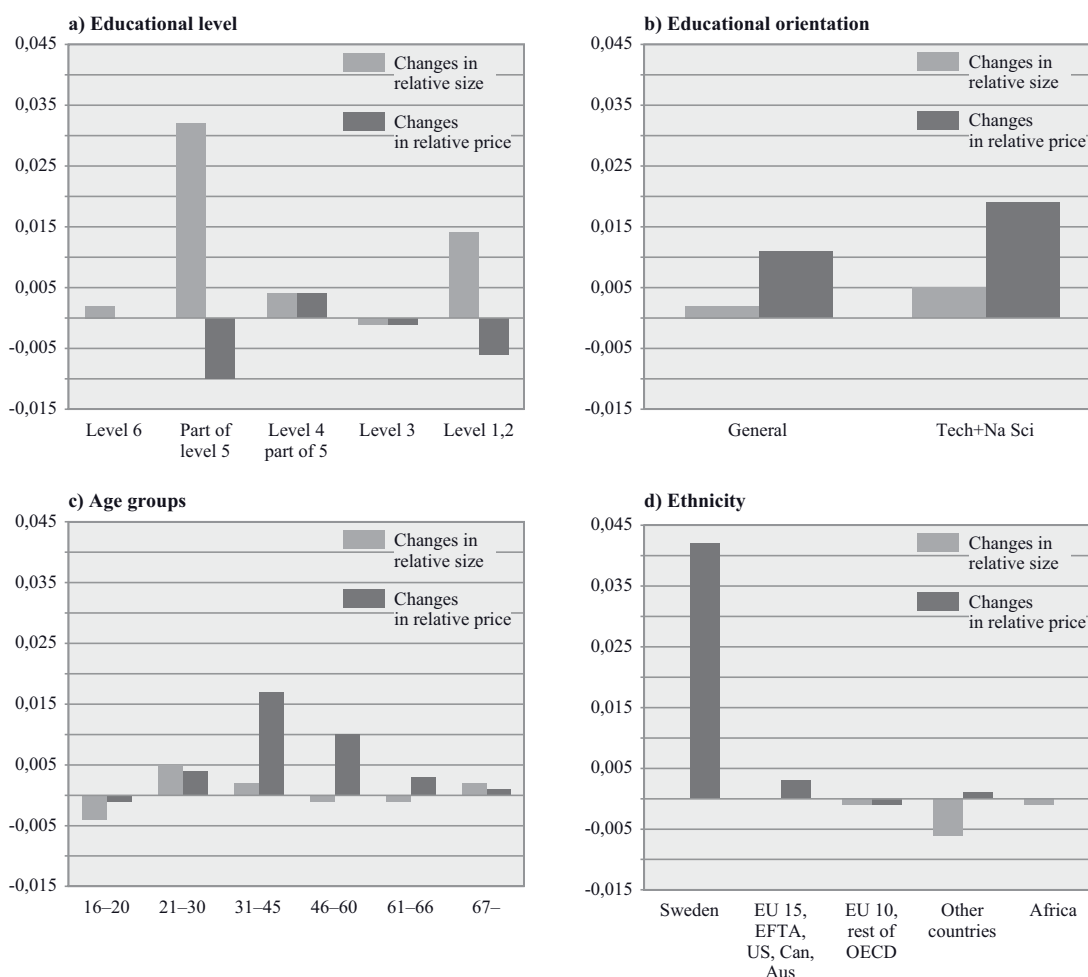 a) Educational level
0,045
0,035
0,025
0,015
0,005
-0,005
-0,015
Changes in
relative size
Changes
in relative price
Level 6
Part of
level 5
Level 4
part of 5
Level 3
Level 1,2
b) Educational orientation
0,045
0,035
0,025
0,015
0,005
-0,005
-0,015
Changes in
relative size
Changes
in relative price
General
Tech+Na Sci
c) Age groups
0,045
0,035
0,025
0,015
0,005
-0,005
-0,015
Changes in
relative size
Changes
in relative price
16–20
21–30
31–45
46–60
61–66
67–
d) Ethnicity
0,045
0,035
0,025
0,015
0,005
-0,005
-0,015
Changes in
relative size
Changes
in relative price
Sweden
EU 15,
EFTA,
US, Can,
Aus
EU 10,
rest of
OECD
Other
countries
Africa